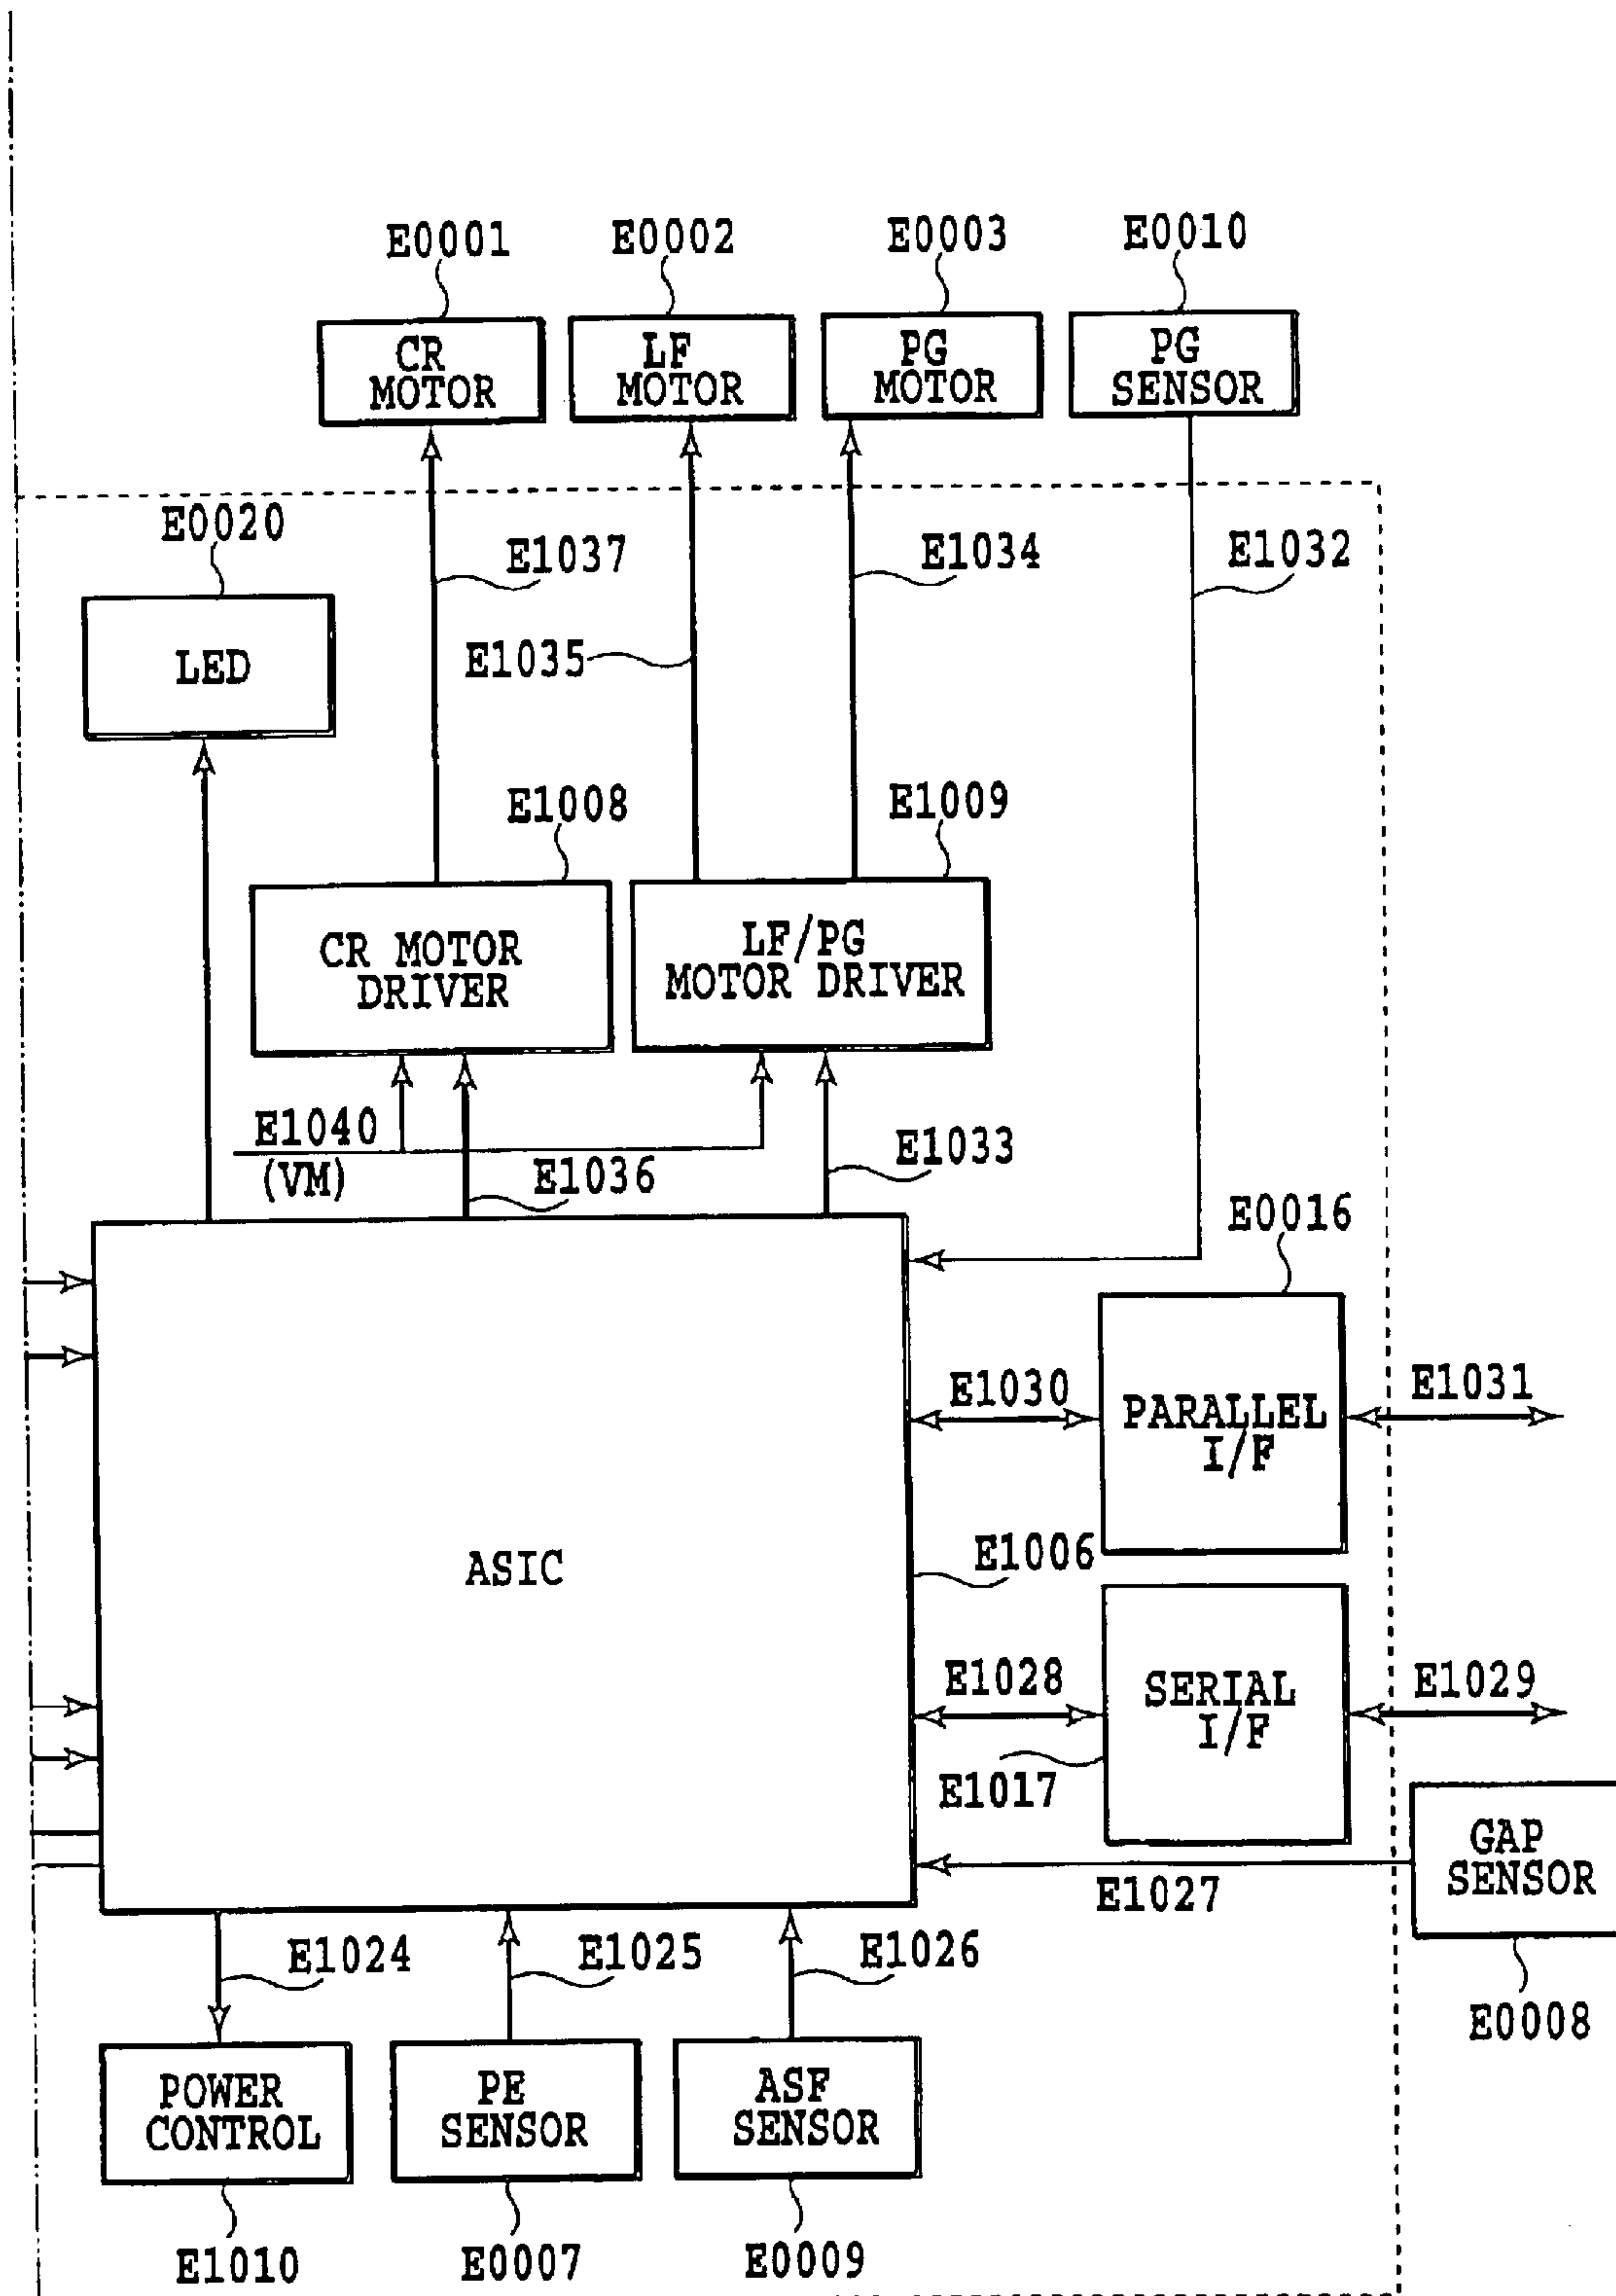 E0001
E0002
E0003
E0010
CR
MOTOR
LF
MOTOR
PG
MOTOR
PG
SENSOR
E0020
E1037
E1034
E1032
LED
E1035
E1008
E1009
CR MOTOR
DRIVER
LF/PG
MOTOR DRIVER
E1040
(VM)
E1036
E1033
E0016
E1030
PARALLEL
I/F
E1031
ASIC
E1006
E1028
SERIAL
I/F
E1029
E1017
GAP
SENSOR
E1027
E1024
E1025
E1026
E0008
POWER
CONTROL
PE
SENSOR
ASF
SENSOR
E1010
E0007
E0009